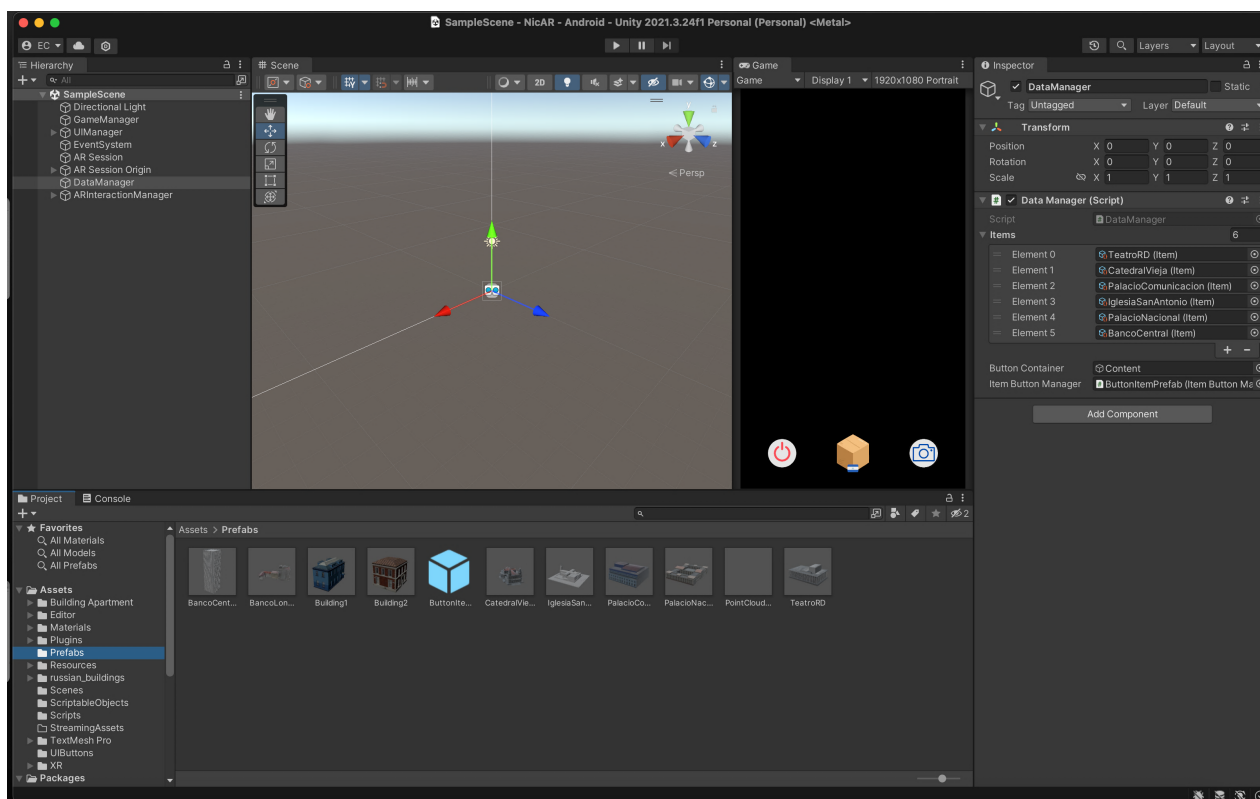 SampleScene - NicAR - Android - Unity 2021.3.24f1 Personal (Personal) <Metal>
EC
Layers
Layout
Hierarchy
All
SampleScene
Directional Light
GameManager
UIManager
EventSystem
AR Session
AR Session Origin
DataManager
ARInteractionManager
Scene
2D
Y
x
z
Persp
Game
Game
Display 1
1920x1080 Portrait
Inspector
DataManager
Static
Tag Untagged
Layer Default
Transform
Position X 0 Y 0 Z 0
Rotation X 0 Y 0 Z 0
Scale X 1 Y 1 Z 1
Data Manager (Script)
Script DataManager
Items 6
Element 0 TeatroRD (Item)
Element 1 CatedralVieja (Item)
Element 2 PalacioComunicacion (Item)
Element 3 IglesiaSanAntonio (Item)
Element 4 PalacioNacional (Item)
Element 5 BancoCentral (Item)
Button Container Content
Item Button Manager ButtonItemPrefab (Item Button Ma
Add Component
Project
Console
2
Favorites
All Materials
All Models
All Prefabs
Assets
Building Apartment
Editor
Materials
Plugins
Prefabs
Resources
russian_buildings
Scenes
ScriptableObjects
Scripts
StreamingAssets
TextMesh Pro
UIButtons
XR
Packages
Assets > Prefabs
BancoCent...
BancoLon...
Building1
Building2
ButtonIte...
CatedralVie...
IglesiaSan...
PalacioCo...
PalacioNac...
PointCloud...
TeatroRD